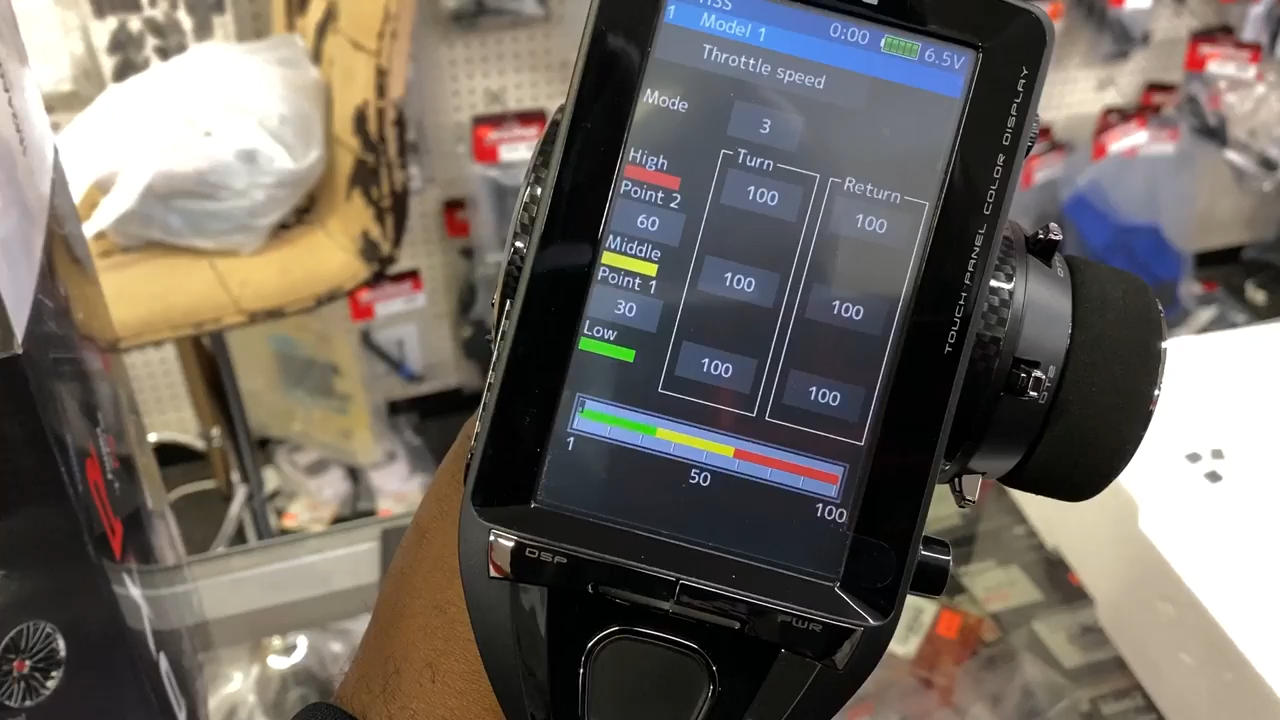 HSS
1 Model 1 0:00 6.5V
Throttle speed
Mode
3
High
Turn
Return
Point 2
100
100
60
Middle
Point 1
100
100
30
Low
100
100
1
50
100
DSP
PWR
TOUCH PANEL COLOR DISPLAY